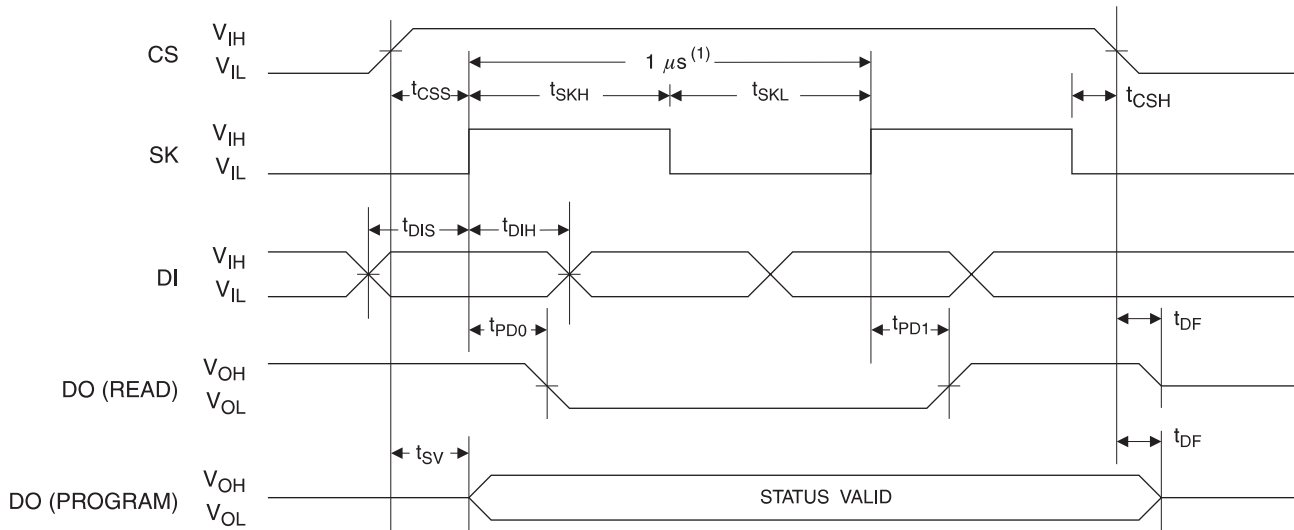 CS
V_IH
V_IL
1 μs (1)
t_CSS
t_SKH
t_SKL
t_CSH
SK
V_IH
V_IL
t_DIS
t_DIH
DI
V_IH
V_IL
t_PD0
t_PD1
t_DF
DO (READ)
V_OH
V_OL
t_SV
t_DF
DO (PROGRAM)
V_OH
V_OL
STATUS VALID